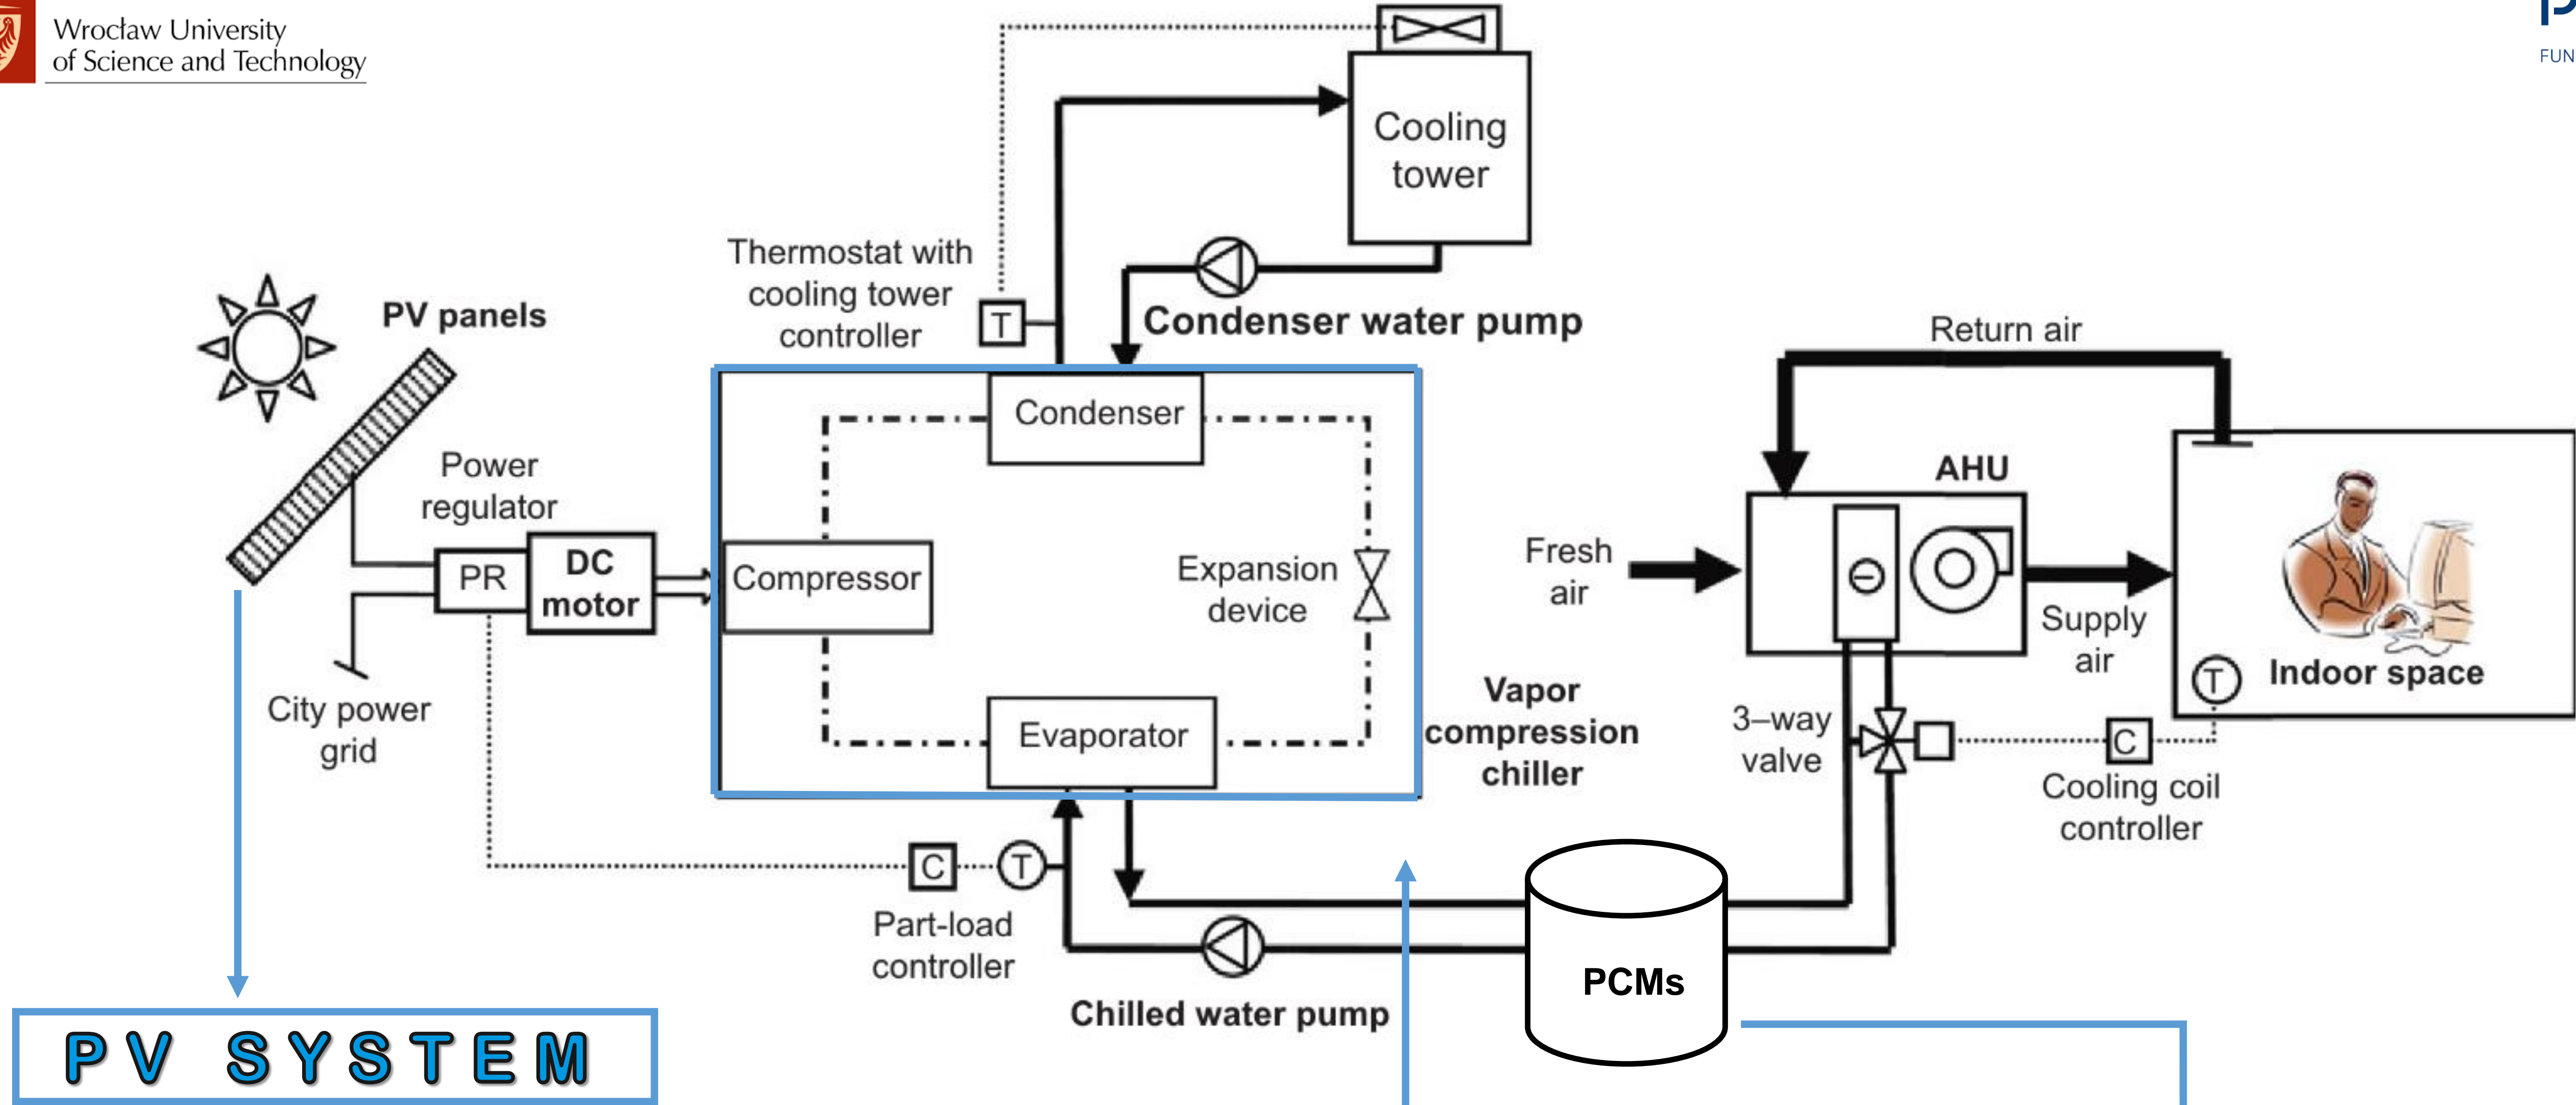 Wrocław University
of Science and Technology
FUN
Cooling
tower
Thermostat with
cooling tower
controller
T
Condenser water pump
PV panels
Return air
Condenser
Power
regulator
AHU
PR
DC
motor
Compressor
Expansion
device
Fresh
air
Supply
air
Indoor space
T
City power
grid
Vapor
compression
chiller
Evaporator
3–way
valve
C
Cooling coil
controller
C
T
Part-load
controller
PCMs
Chilled water pump
PV SYSTEM